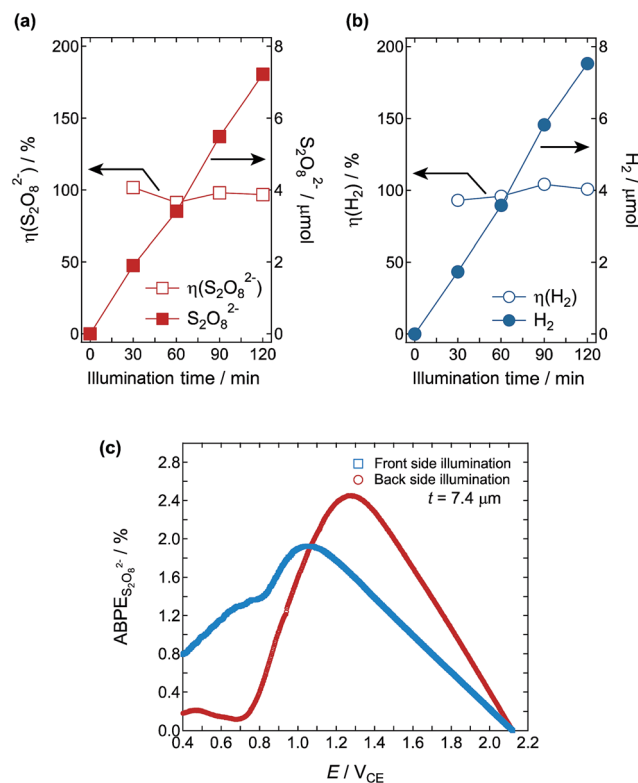 (a)
200
150
100
50
0
η(S₂O₈²⁻) / %
8
6
4
2
0
S₂O₈²⁻ / μmol
η(S₂O₈²⁻)
S₂O₈²⁻
0 30 60 90 120
Illumination time / min
(b)
200
150
100
50
0
η(H₂) / %
8
6
4
2
0
H₂ / μmol
η(H₂)
H₂
0 30 60 90 120
Illumination time / min
(c)
Front side illumination
Back side illumination
t = 7.4 μm
2.8
2.4
2.0
1.6
1.2
0.8
0.4
0.0
ABPE_S₂O₈²⁻ / %
0.4 0.6 0.8 1.0 1.2 1.4 1.6 1.8 2.0 2.2
E / V_CE